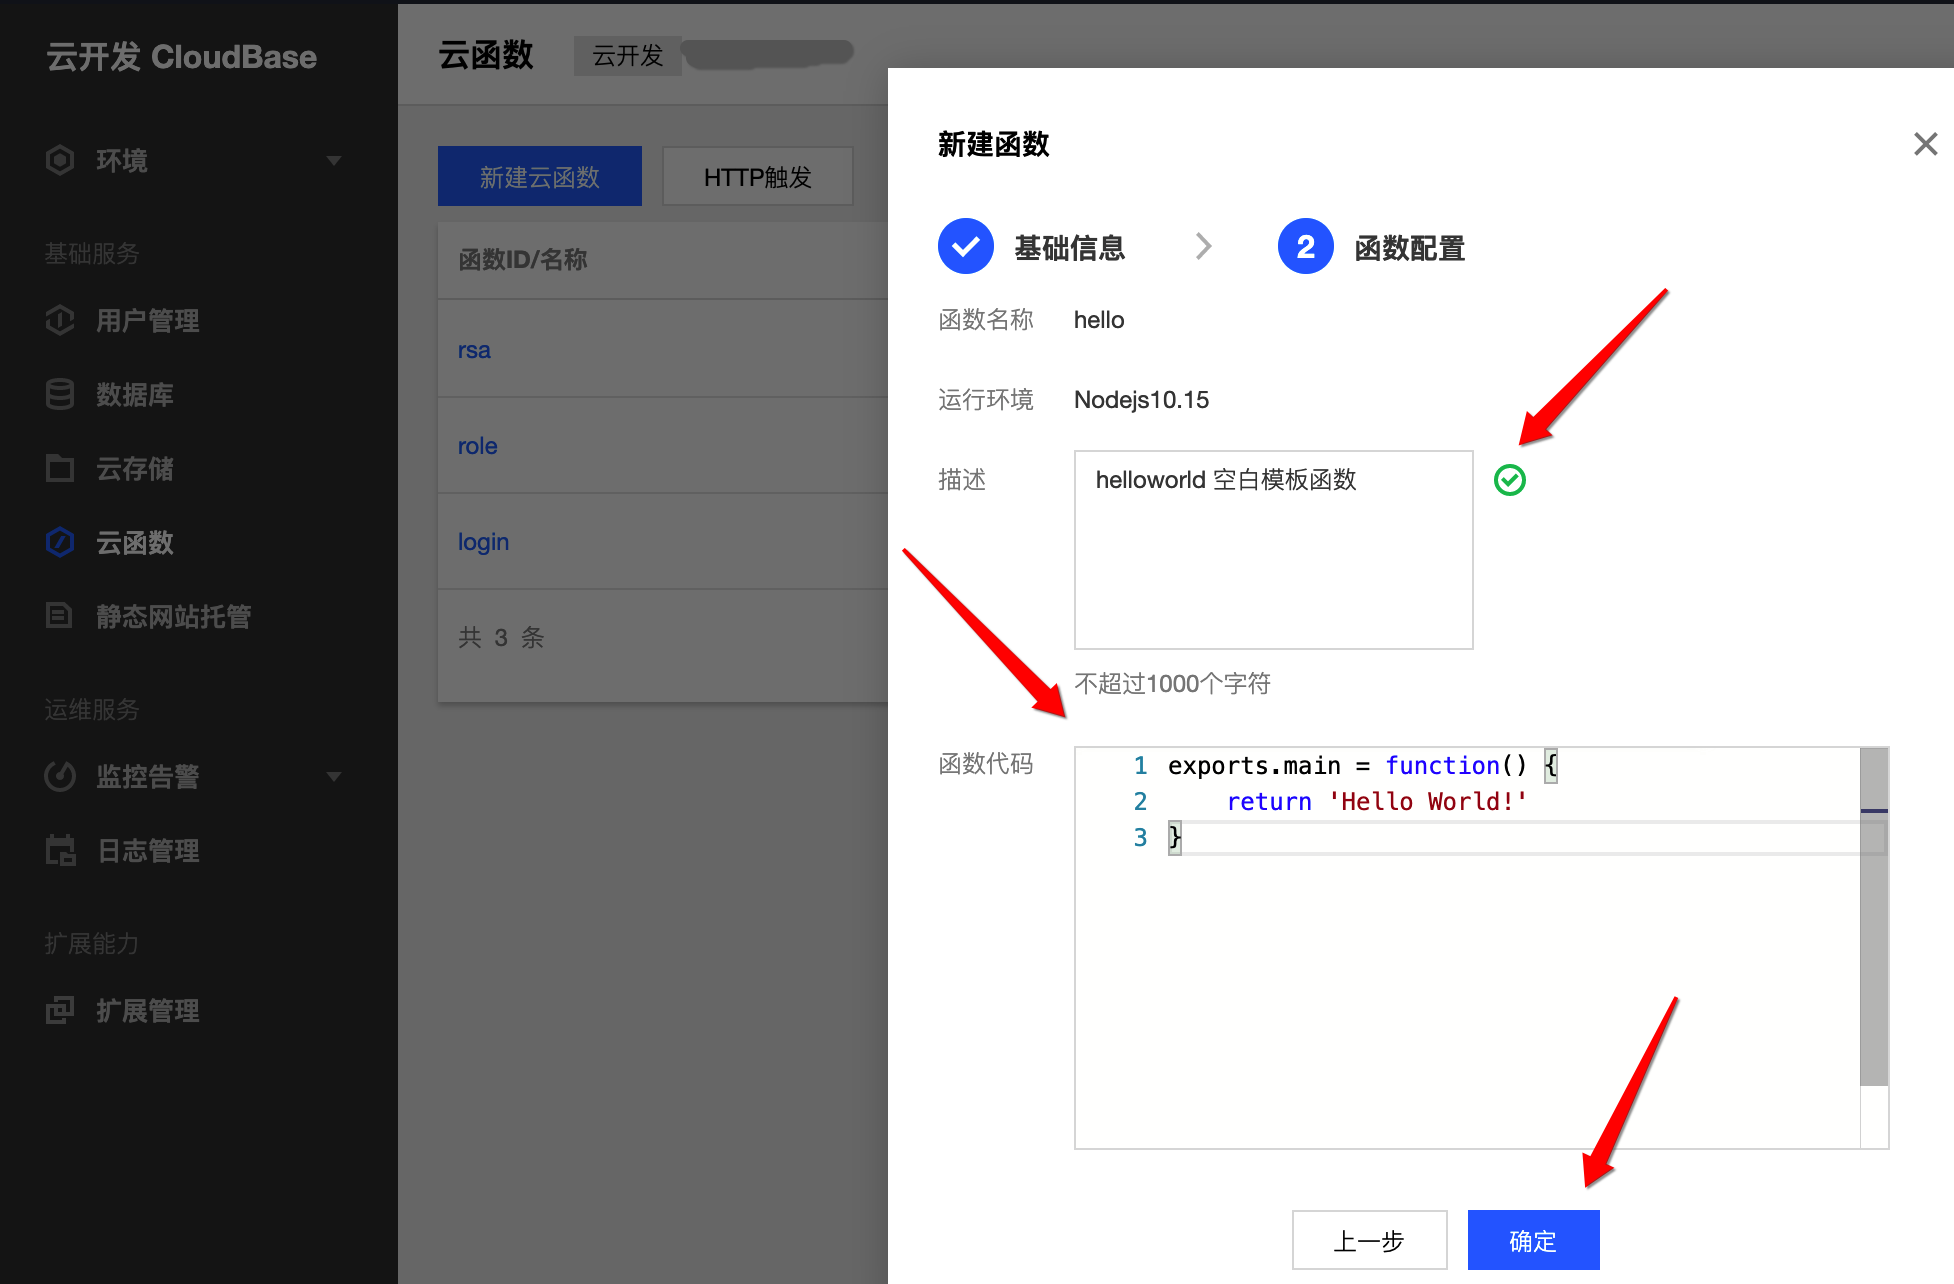 云开发 CloudBase
环境
基础服务
用户管理
数据库
云存储
云函数
静态网站托管
运维服务
监控告警
日志管理
扩展能力
扩展管理
云函数
云开发
新建云函数
HTTP触发
函数ID/名称
rsa
role
login
共 3 条
新建函数
基础信息
2 函数配置
函数名称 hello
运行环境 Nodejs10.15
描述 helloworld 空白模板函数
不超过1000个字符
函数代码
1 exports.main = function() {
2     return 'Hello World!'
3 }
上一步
确定